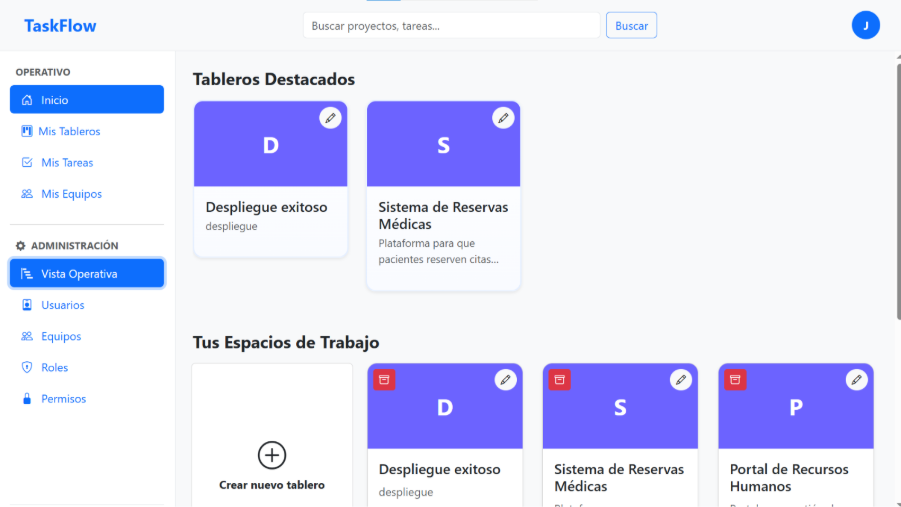 TaskFlow
Buscar proyectos, tareas...
Buscar
J
OPERATIVO
Inicio
Mis Tableros
Mis Tareas
Mis Equipos
ADMINISTRACIÓN
Vista Operativa
Usuarios
Equipos
Roles
Permisos
Tableros Destacados
D
Despliegue exitoso
despliegue
S
Sistema de Reservas
Médicas
Plataforma para que
pacientes reserven citas...
Tus Espacios de Trabajo
Crear nuevo tablero
D
Despliegue exitoso
despliegue
S
Sistema de Reservas
Médicas
P
Portal de Recursos
Humanos